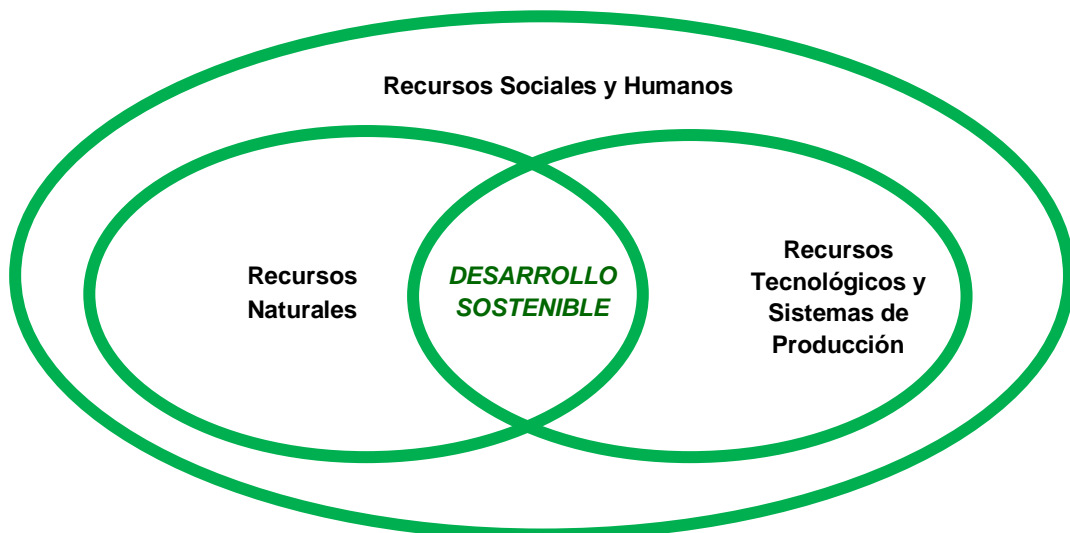 Recursos Sociales y Humanos
Recursos
Naturales
DESARROLLO
SOSTENIBLE
Recursos
Tecnológicos y
Sistemas de
Producción